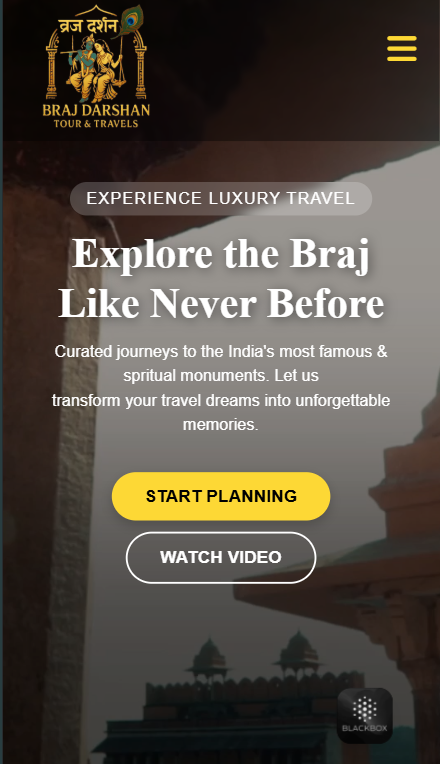 व्रज दर्शन
BRAJ DARSHAN
TOUR & TRAVELS
EXPERIENCE LUXURY TRAVEL
Explore the Braj
Like Never Before
Curated journeys to the India's most famous &
spritual monuments. Let us
transform your travel dreams into unforgettable
memories.
START PLANNING
WATCH VIDEO
BLACKBOX